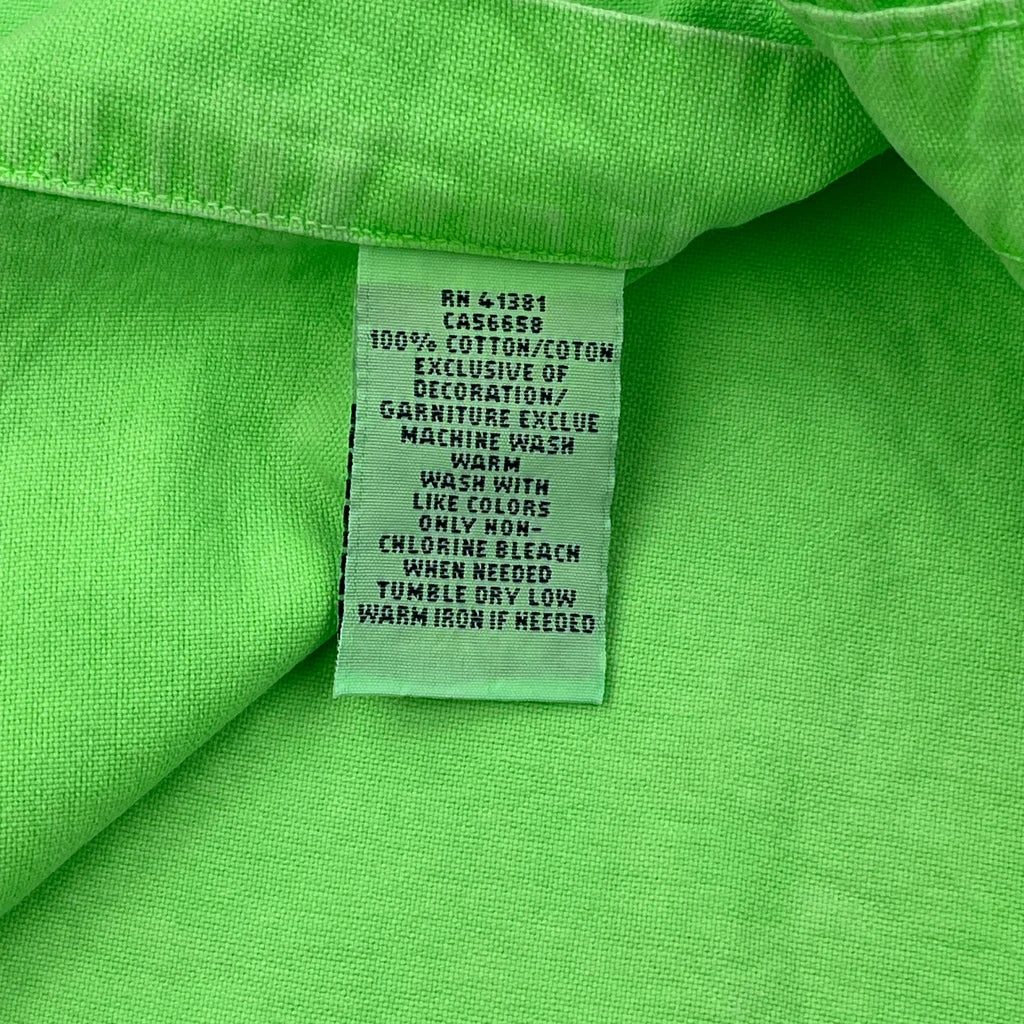 RN 41381
CA56658
100% COTTON/COTON
EXCLUSIVE OF
DECORATION/
GARNITURE EXCLUE
MACHINE WASH
WARM
WASH WITH
LIKE COLORS
ONLY NON-
CHLORINE BLEACH
WHEN NEEDED
TUMBLE DRY LOW
WARM IRON IF NEEDED